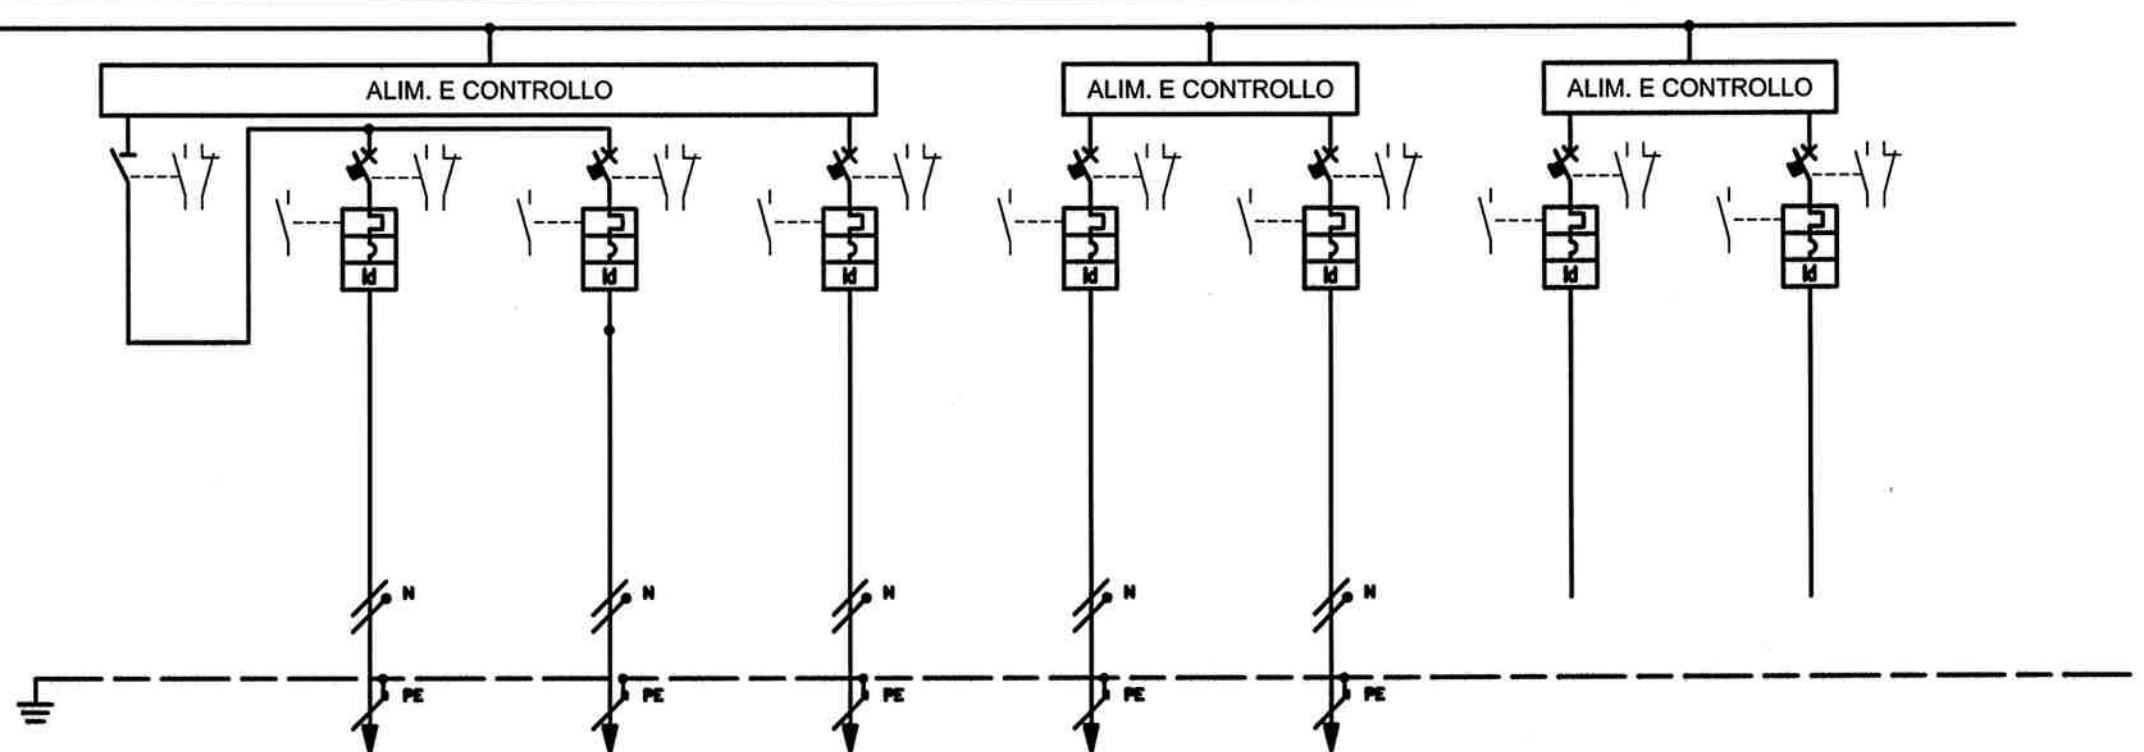 ALIM. E CONTROLLO
ALIM. E CONTROLLO
ALIM. E CONTROLLO
Id
Id
Id
Id
Id
Id
Id
N
N
N
N
N
PE
PE
PE
PE
PE